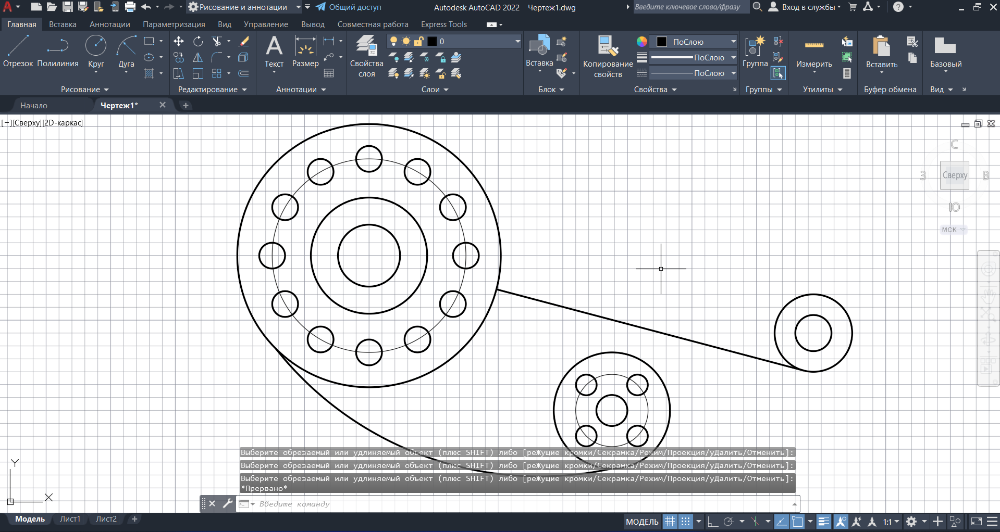 Рисование и аннотации
Общий доступ
Autodesk AutoCAD 2022 Чертеж1.dwg
Введите ключевое слово/фразу
Вход в службы
Главная Вставка Аннотации Параметризация Вид Управление Вывод Совместная работа Express Tools
Отрезок Полилиния Круг Дуга
Текст Размер
Свойства слоя
0
Вставка
Копирование свойств
ПоСлою
ПоСлою
ПоСлою
Группа
Измерить
Вставить
Базовый
Рисование Редактирование Аннотации Слои Блок Свойства Группы Утилиты Буфер обмена Вид
Начало Чертеж1*
[−][Сверху][2D-каркас]
С
З Сверху В
Ю
МСК
Y
X
Выберите обрезаемый или удлиняемый объект (плюс SHIFT) либо [реЖущие кромки/Секрамка/Режим/Проекция/уДалить/Отменить]:
Выберите обрезаемый или удлиняемый объект (плюс SHIFT) либо [реЖущие кромки/Секрамка/Режим/Проекция/уДалить/Отменить]:
Выберите обрезаемый или удлиняемый объект (плюс SHIFT) либо [реЖущие кромки/Секрамка/Режим/Проекция/уДалить/Отменить]:
*Прервано*
Введите команду
Модель Лист1 Лист2
МОДЕЛЬ
1:1